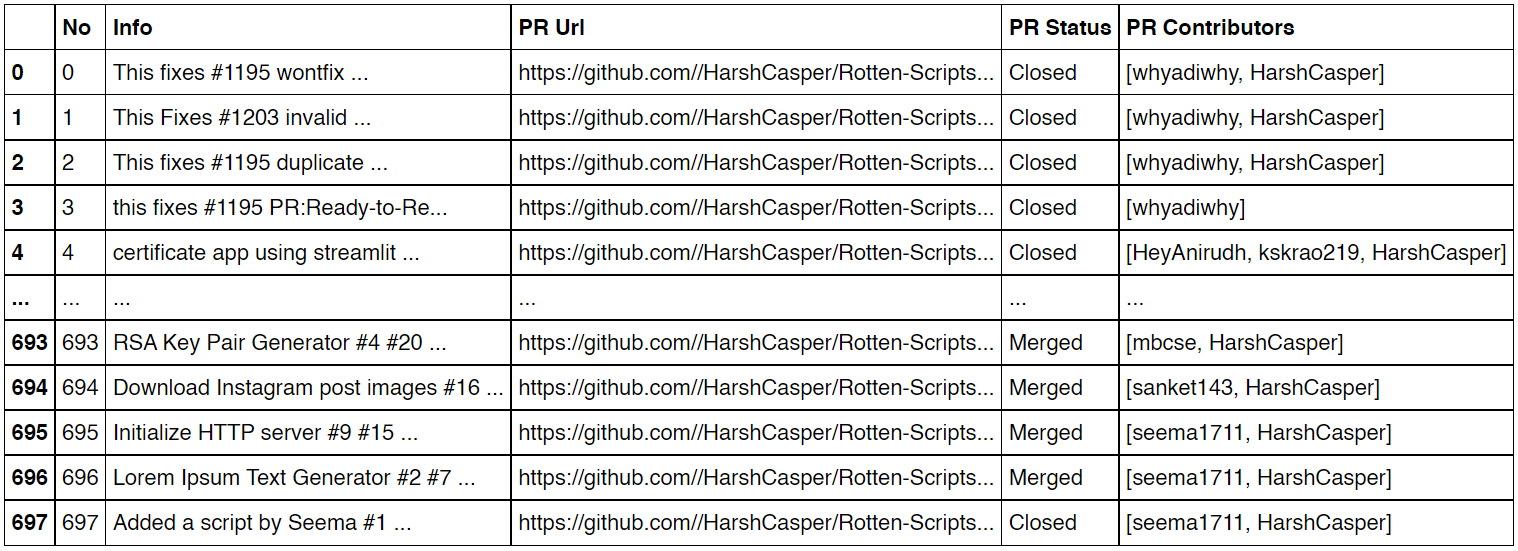 No Info PR Url PR Status PR Contributors
0 0 This fixes #1195 wontfix ... https://github.com//HarshCasper/Rotten-Scripts... Closed [whyadiwhy, HarshCasper]
1 1 This Fixes #1203 invalid ... https://github.com//HarshCasper/Rotten-Scripts... Closed [whyadiwhy, HarshCasper]
2 2 This fixes #1195 duplicate ... https://github.com//HarshCasper/Rotten-Scripts... Closed [whyadiwhy, HarshCasper]
3 3 this fixes #1195 PR:Ready-to-Re... https://github.com//HarshCasper/Rotten-Scripts... Closed [whyadiwhy]
4 4 certificate app using streamlit ... https://github.com//HarshCasper/Rotten-Scripts... Closed [HeyAnirudh, kskrao219, HarshCasper]
... ... ... ... ... ...
693 693 RSA Key Pair Generator #4 #20 ... https://github.com//HarshCasper/Rotten-Scripts... Merged [mbcse, HarshCasper]
694 694 Download Instagram post images #16 ... https://github.com//HarshCasper/Rotten-Scripts... Merged [sanket143, HarshCasper]
695 695 Initialize HTTP server #9 #15 ... https://github.com//HarshCasper/Rotten-Scripts... Merged [seema1711, HarshCasper]
696 696 Lorem Ipsum Text Generator #2 #7 ... https://github.com//HarshCasper/Rotten-Scripts... Merged [seema1711, HarshCasper]
697 697 Added a script by Seema #1 ... https://github.com//HarshCasper/Rotten-Scripts... Closed [seema1711, HarshCasper]